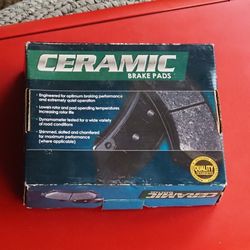 CERAMIC
BRAKE PADS
• Engineered for optimum braking performance
and extremely quiet operation
• Lowers rotor and pad operating temperatures
increasing rotor life
• Dynamometer tested for a wide variety
of road conditions
• Shimmed, slotted and chamfered
for maximum performance
(where applicable)
QUALITY